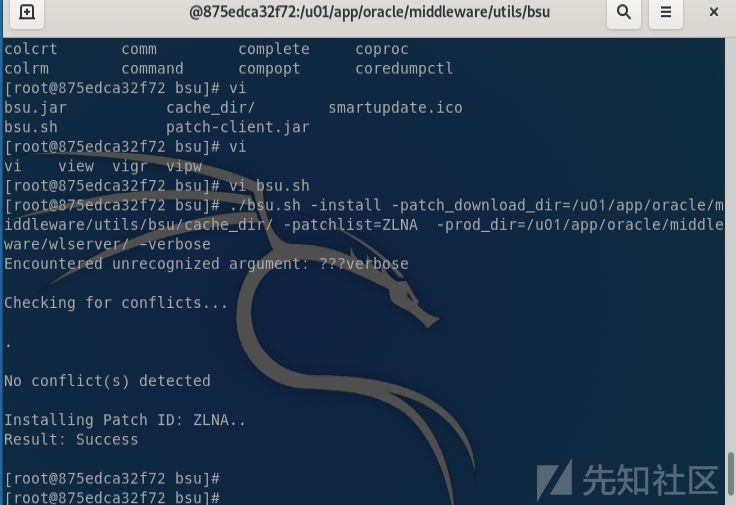 @875edca32f72:/u01/app/oracle/middleware/utils/bsu
colcrt comm complete coproc
colrm command compopt coredumpctl
[root@875edca32f72 bsu]# vi
bsu.jar cache_dir/ smartupdate.ico
bsu.sh patch-client.jar
[root@875edca32f72 bsu]# vi
vi view vigr vipw
[root@875edca32f72 bsu]# vi bsu.sh
[root@875edca32f72 bsu]# ./bsu.sh -install -patch_download_dir=/u01/app/oracle/m
iddleware/utils/bsu/cache_dir/ -patchlist=ZLNA -prod_dir=/u01/app/oracle/middle
ware/wlserver/ –verbose
Encountered unrecognized argument: ???verbose
Checking for conflicts...
.
No conflict(s) detected
Installing Patch ID: ZLNA..
Result: Success
[root@875edca32f72 bsu]#
[root@875edca32f72 bsu]#
先知社区